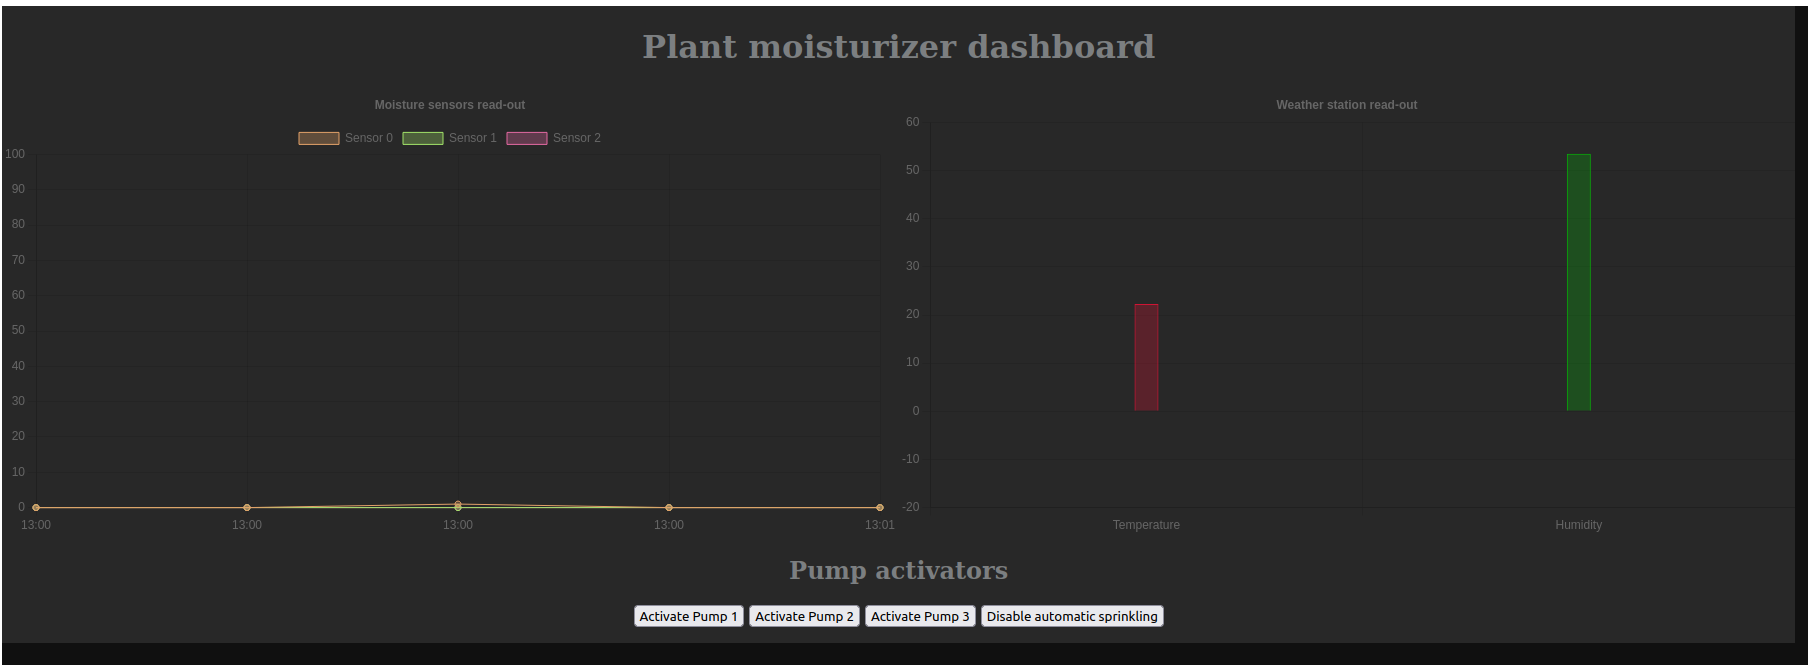 Plant moisturizer dashboard
Moisture sensors read-out
Sensor 0 Sensor 1 Sensor 2
100
90
80
70
60
50
40
30
20
10
0
13:00 13:00 13:00 13:00 13:01
Weather station read-out
60
50
40
30
20
10
0
-10
-20
Temperature Humidity
Pump activators
Activate Pump 1 Activate Pump 2 Activate Pump 3 Disable automatic sprinkling